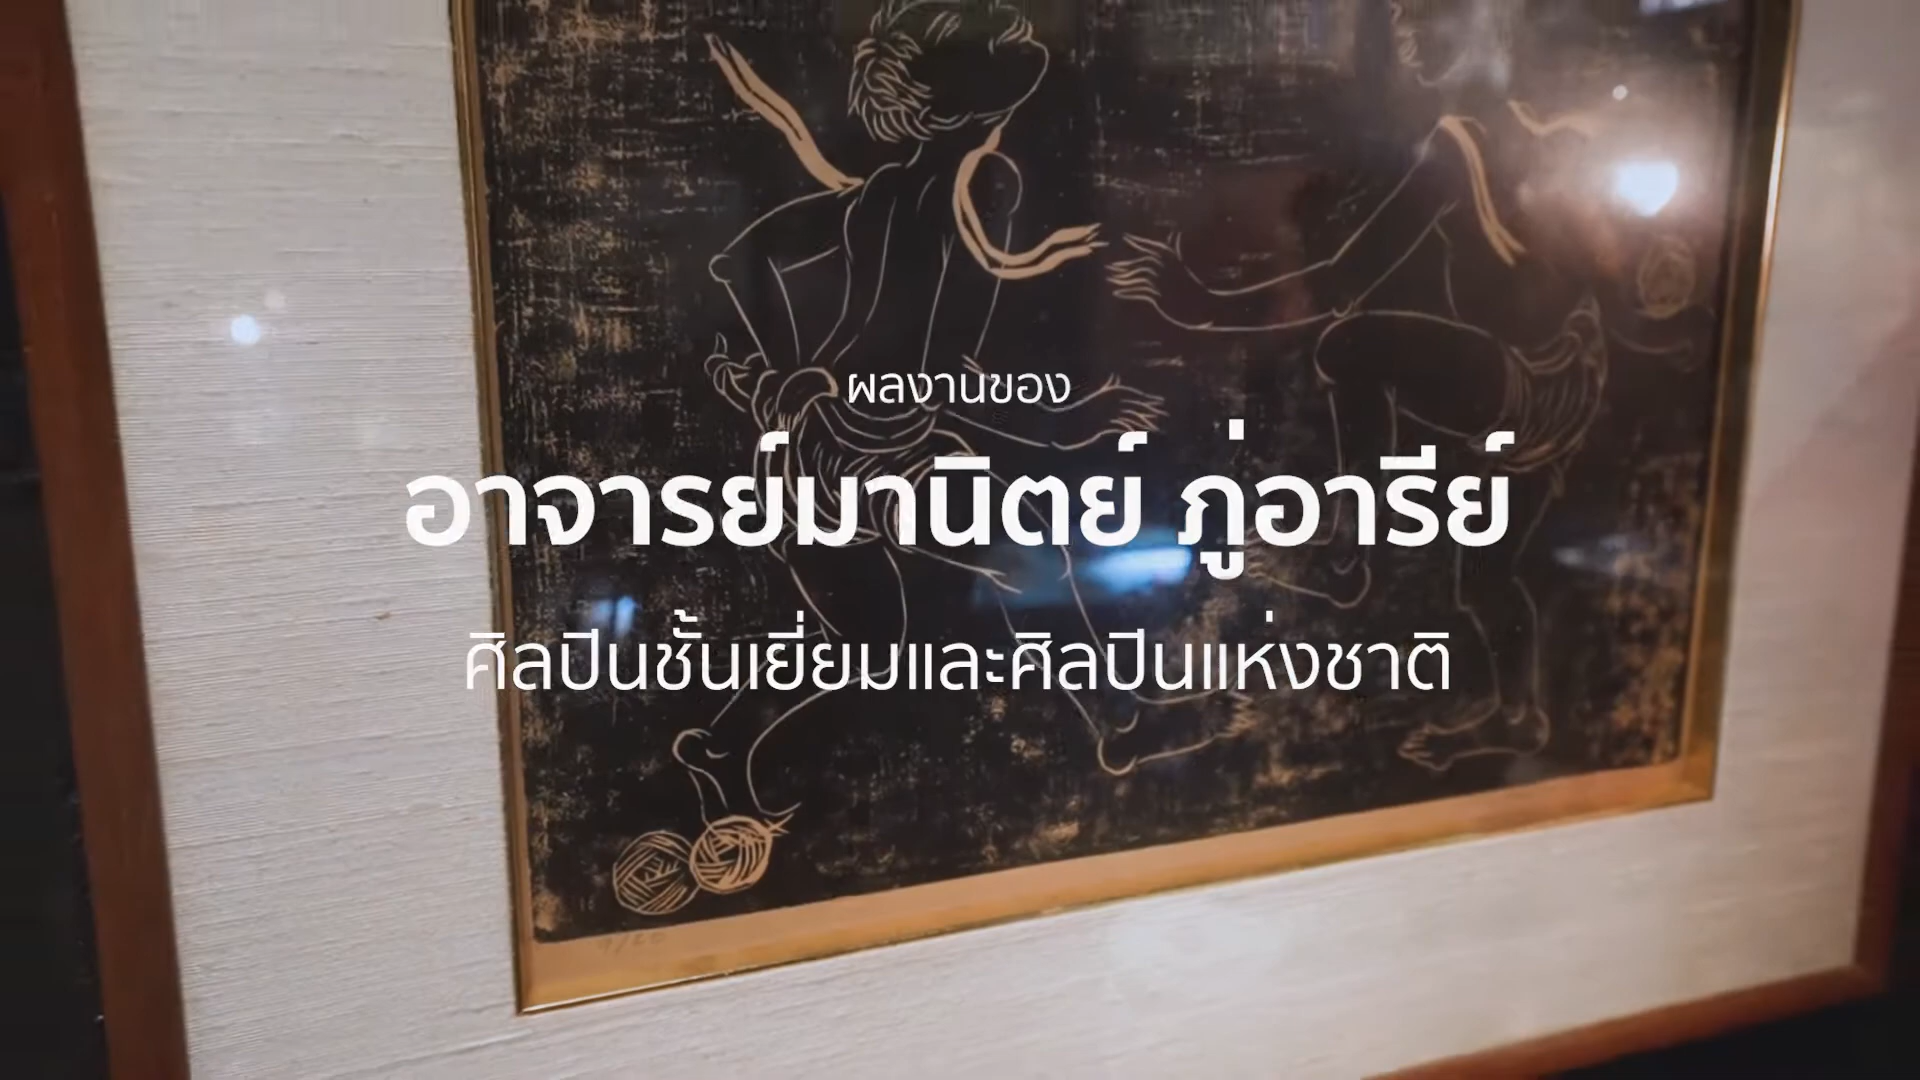 ผลงานของ
อาจารย์มานิตย์ ภู่อารีย์
ศิลปินชั้นเยี่ยมและศิลปินแห่งชาติ